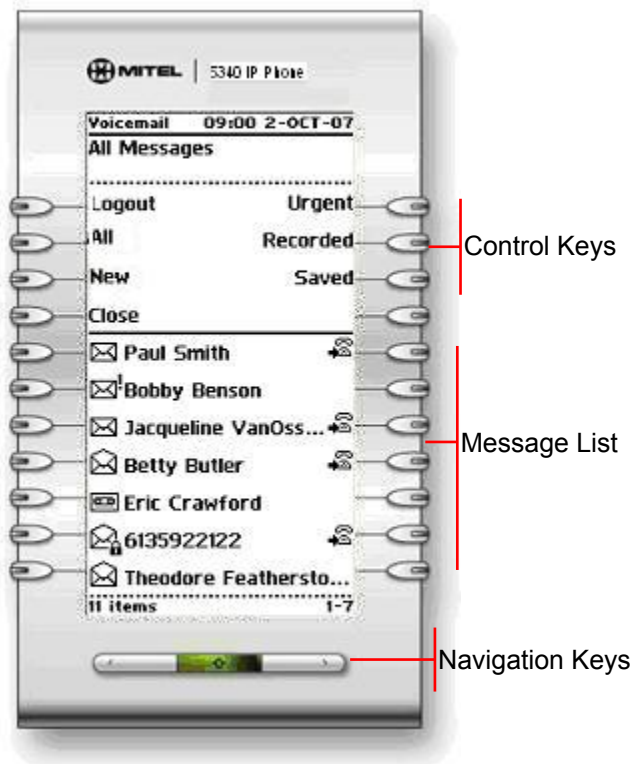 MITEL | 5340 IP Phone
Voicemail 09:00 2-OCT-07
All Messages
Logout Urgent
All Recorded
New Saved
Close
Paul Smith
Bobby Benson
Jacqueline VanOss...
Betty Butler
Eric Crawford
6135922122
Theodore Feathersto...
11 items 1-7
Control Keys
Message List
Navigation Keys